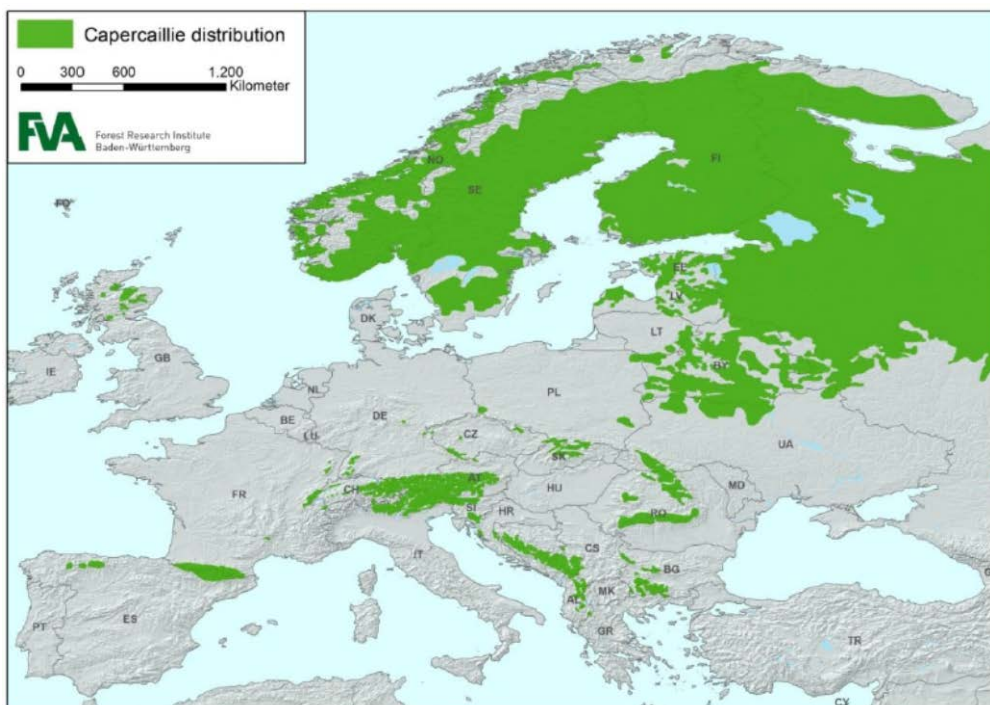 Capercaillie distribution
0 300 600 1.200
Kilometer
FVA
Forest Research Institute
Baden-Württemberg
NO
SE
FI
FO
EE
LV
LT
BY
DK
IE
GB
NL
BE
LU
DE
PL
CZ
SK
UA
MD
FR
CH
AT
HU
SI
HR
RO
IT
CS
BG
AL
MK
GR
PT
ES
TR
G
CY